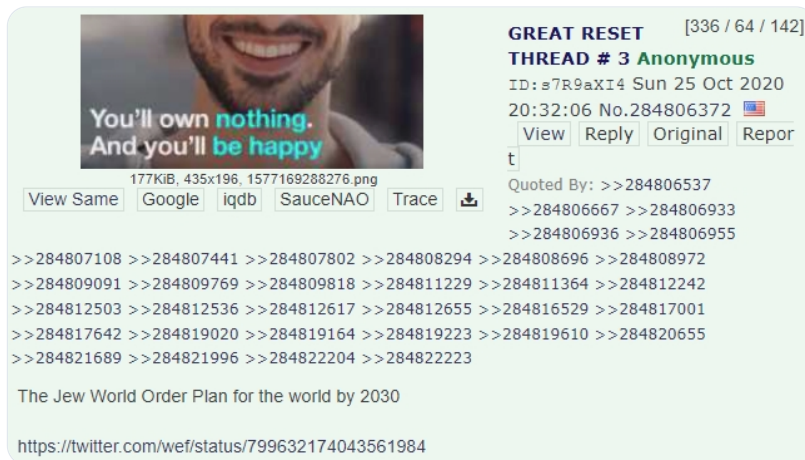 You'll own nothing.
And you'll be happy
177KiB, 435x196, 1577169288276.png
View Same Google iqdb SauceNAO Trace
GREAT RESET
THREAD # 3 Anonymous
[336 / 64 / 142]
ID:s7R9aXI4 Sun 25 Oct 2020
20:32:06 No.284806372
View Reply Original Repor
t
Quoted By: >>284806537
>>284806667 >>284806933
>>284806936 >>284806955
>>284807108 >>284807441 >>284807802 >>284808294 >>284808696 >>284808972
>>284809091 >>284809769 >>284809818 >>284811229 >>284811364 >>284812242
>>284812503 >>284812536 >>284812617 >>284812655 >>284816529 >>284817001
>>284817642 >>284819020 >>284819164 >>284819223 >>284819610 >>284820655
>>284821689 >>284821996 >>284822204 >>284822223
The Jew World Order Plan for the world by 2030
https://twitter.com/wef/status/799632174043561984